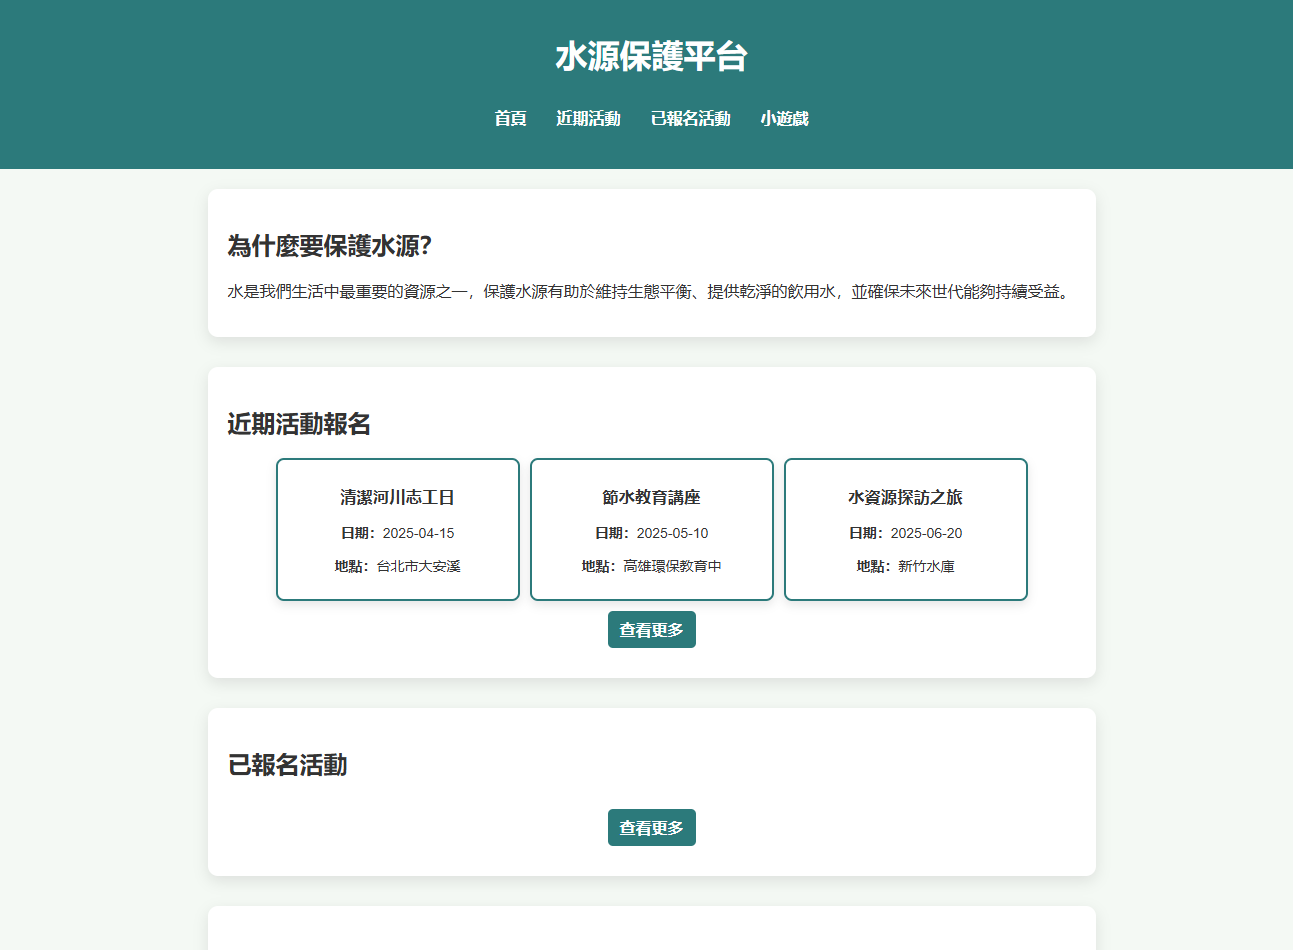 水源保護平台
首頁 近期活動 已報名活動 小遊戲
為什麼要保護水源?
水是我們生活中最重要的資源之一，保護水源有助於維持生態平衡、提供乾淨的飲用水，並確保未來世代能夠持續受益。
近期活動報名
清潔河川志工日
日期：2025-04-15
地點：台北市大安溪
節水教育講座
日期：2025-05-10
地點：高雄環保教育中
水資源探訪之旅
日期：2025-06-20
地點：新竹水庫
查看更多
已報名活動
查看更多